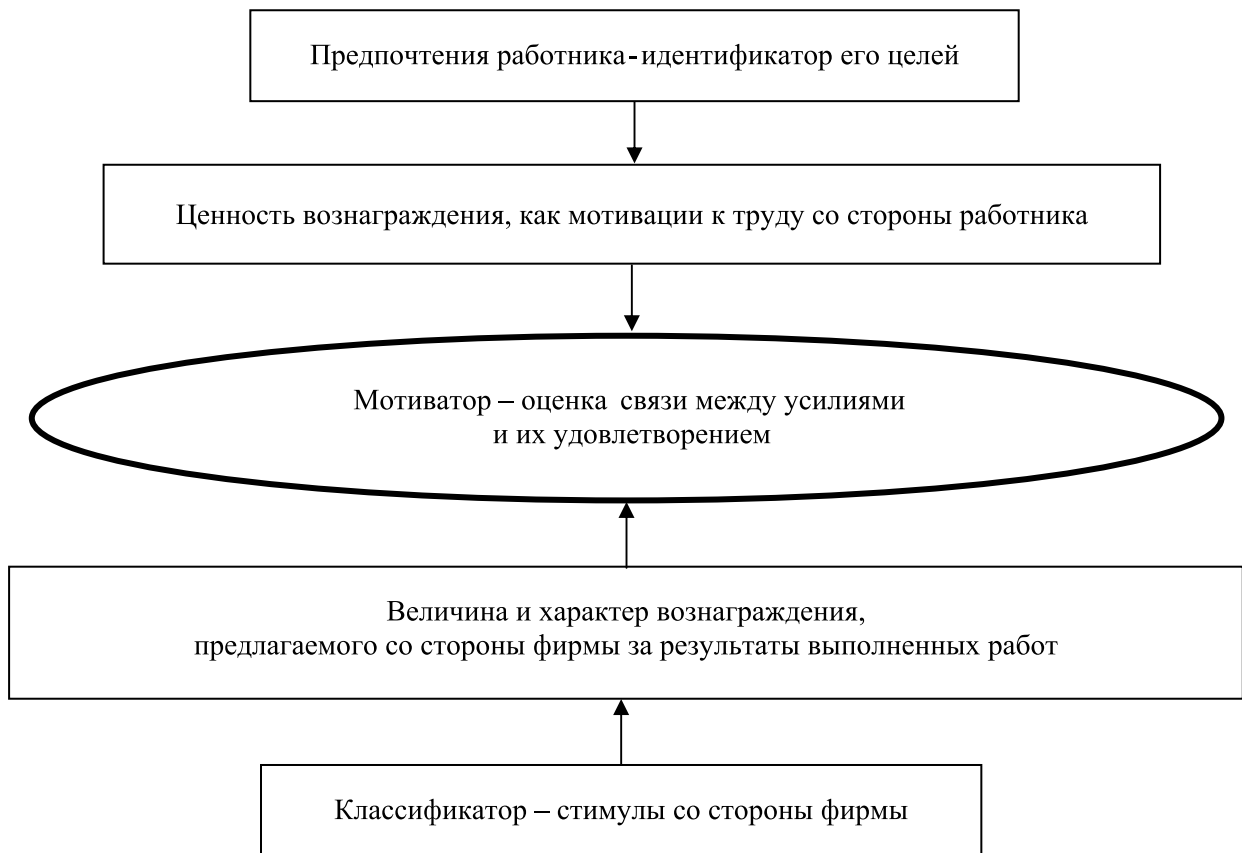 Предпочтения работника-идентификатор его целей
Ценность вознаграждения, как мотивации к труду со стороны работника
Мотиватор – оценка связи между усилиями
и их удовлетворением
Величина и характер вознаграждения,
предлагаемого со стороны фирмы за результаты выполненных работ
Классификатор – стимулы со стороны фирмы